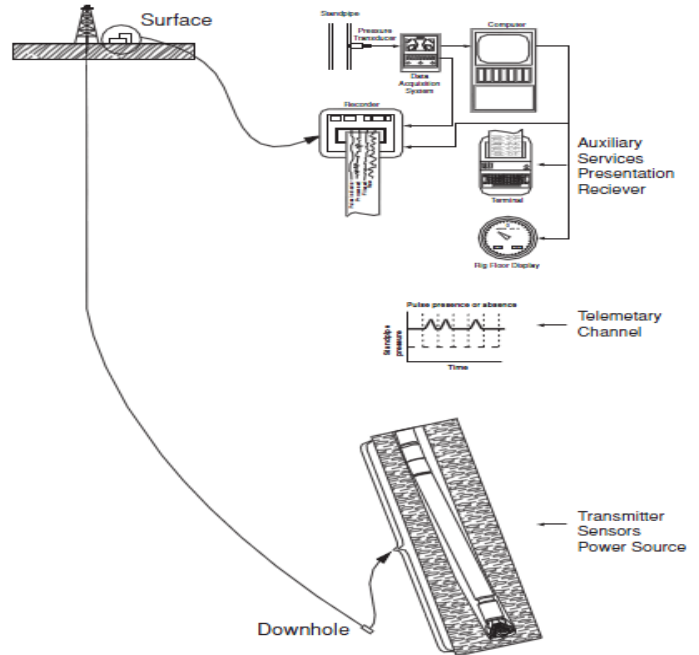 Surface
Standpipe
Pressure
Transducer
Data
Acquisition
System
Computer
Recorder
Terminal
Rig Floor Display
Auxiliary
Services
Presentation
Reciever
Pulse presence or absence
Standpipe
pressure
Time
Telemetary
Channel
Transmitter
Sensors
Power Source
Downhole